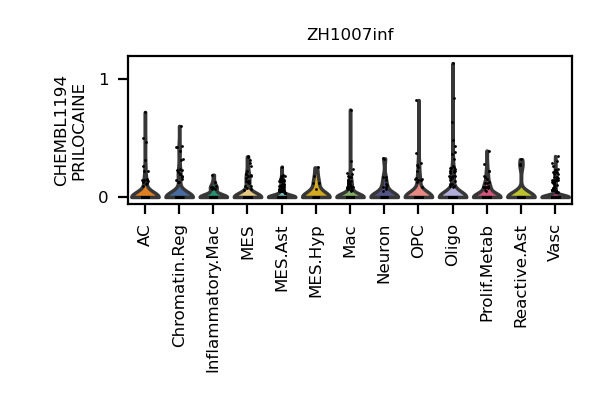 ZH1007inf
CHEMBL1194
PRILOCAINE
1
0
AC
Chromatin.Reg
Inflammatory.Mac
MES
MES.Ast
MES.Hyp
Mac
Neuron
OPC
Oligo
Prolif.Metab
Reactive.Ast
Vasc